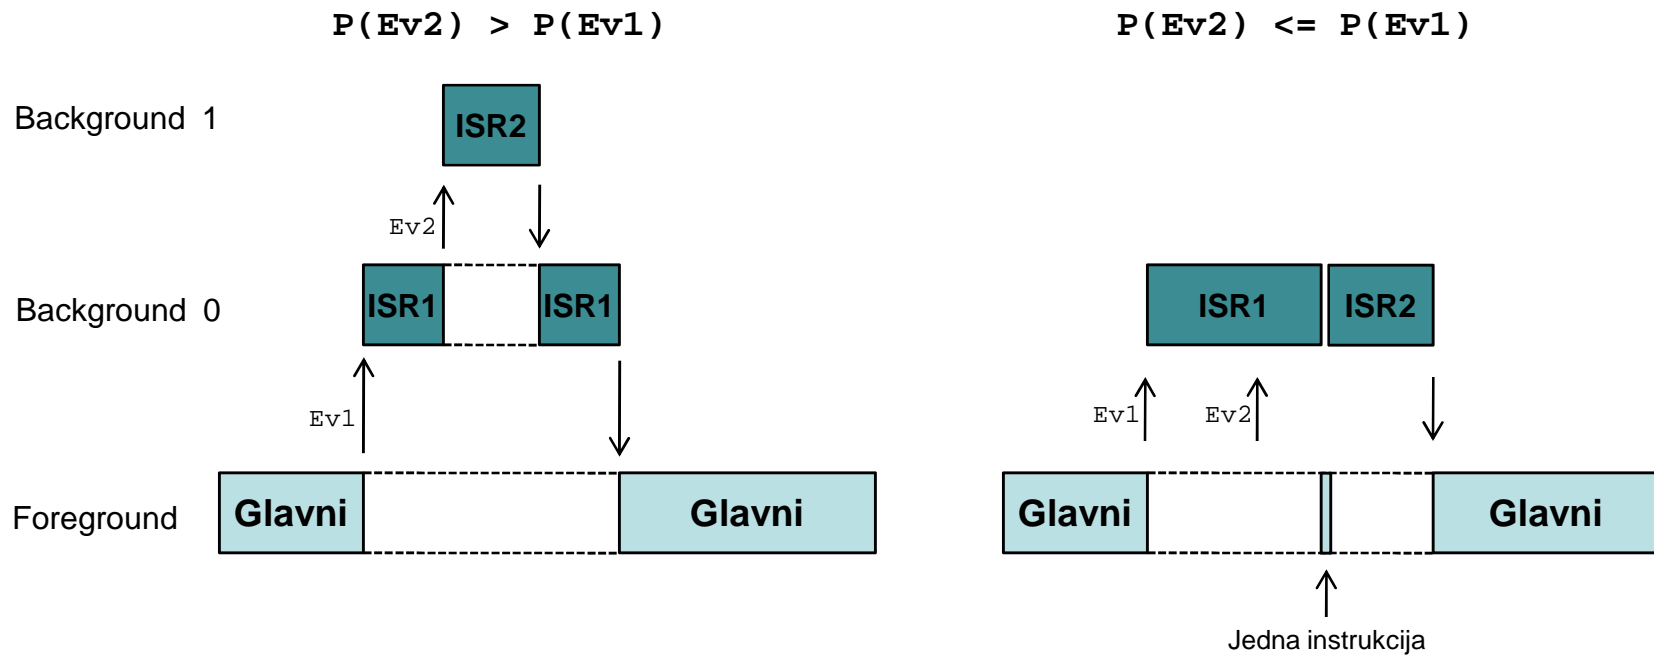 P(Ev2) > P(Ev1)
P(Ev2) <= P(Ev1)
Background 1
ISR2
Ev2
Background 0
ISR1
ISR1
ISR1
ISR2
Ev1
Ev1
Ev2
Foreground
Glavni
Glavni
Glavni
Glavni
Jedna instrukcija